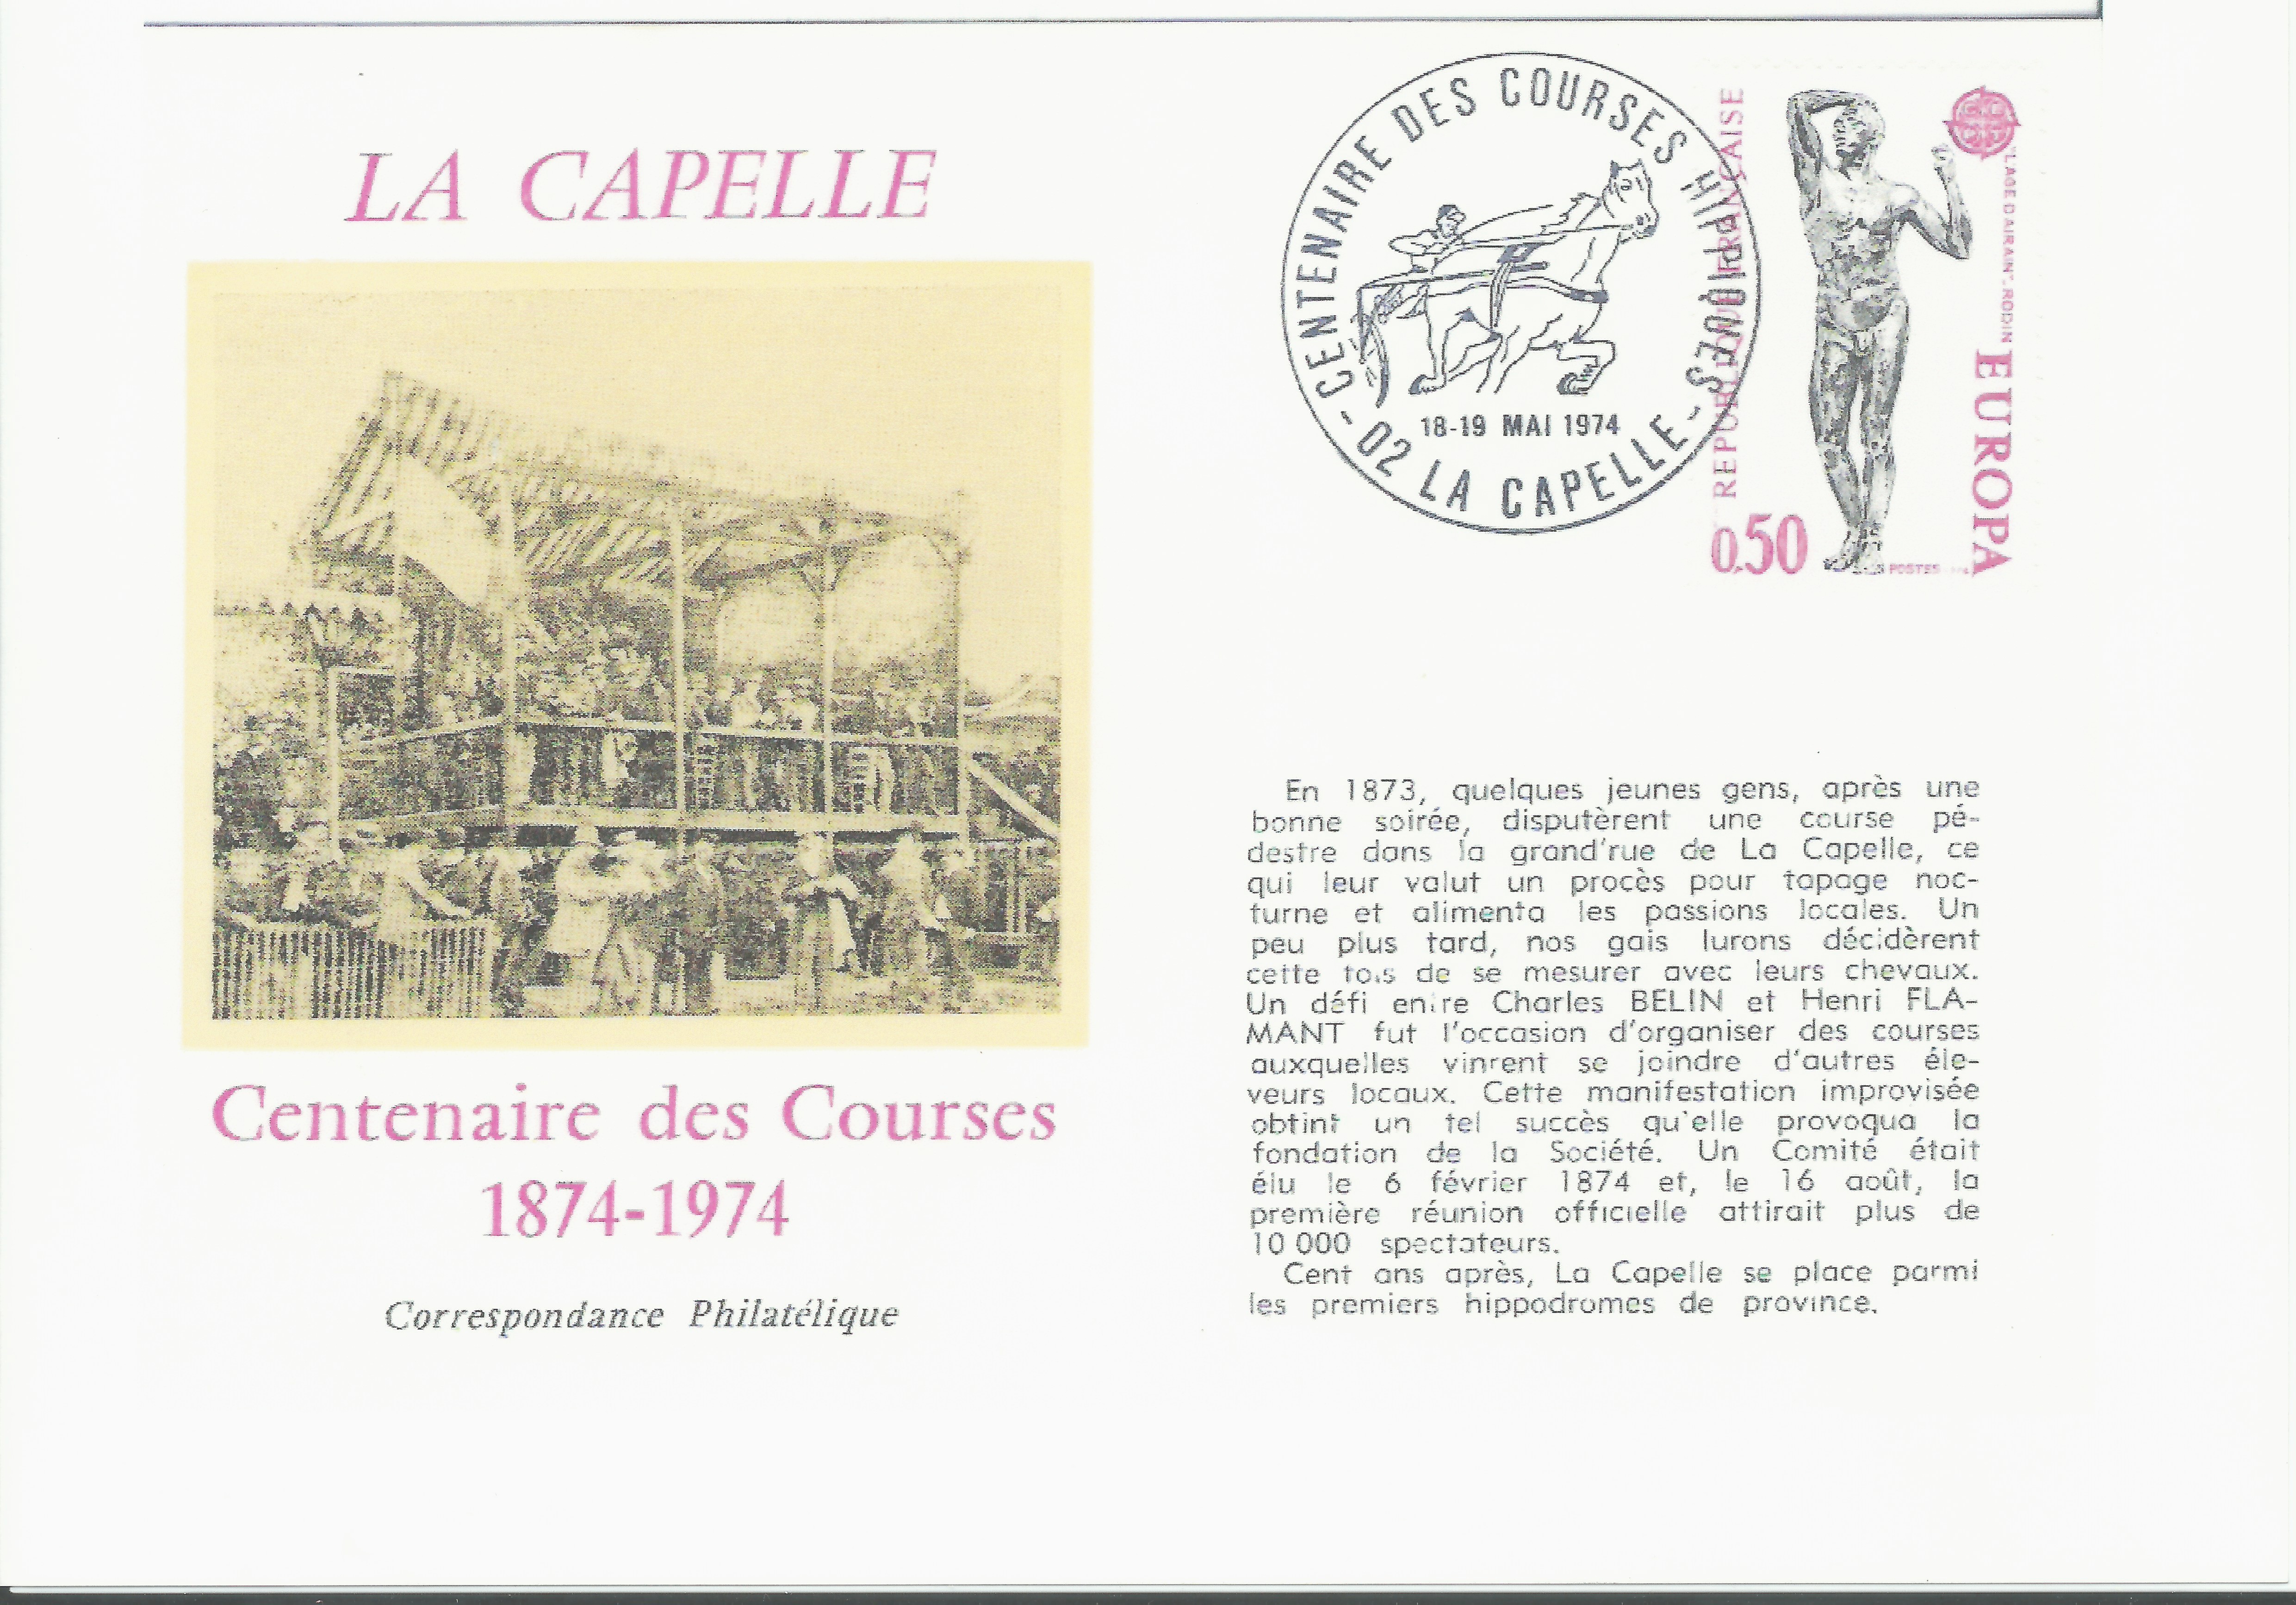 LA CAPELLE
Centenaire des Courses
1874-1974
Correspondance Philatélique
CENTENAIRE DES COURSES HIPPIQUES
18-19 MAI 1974
- 02 LA CAPELLE -
REPUBLIQUE FRANÇAISE
"L'AGE D'AIRAIN"_RODIN
EUROPA
0,50
POSTES
En 1873, quelques jeunes gens, après une
bonne soirée, disputèrent une course pé-
destre dans la grand'rue de La Capelle, ce
qui leur valut un procès pour tapage noc-
turne et alimenta les passions locales. Un
peu plus tard, nos gais lurons décidèrent
cette fois de se mesurer avec leurs chevaux.
Un défi entre Charles BELIN et Henri FLA-
MANT fut l'occasion d'organiser des courses
auxquelles vinrent se joindre d'autres éle-
veurs locaux. Cette manifestation improvisée
obtint un tel succès qu'elle provoqua la
fondation de la Société. Un Comité était
élu le 6 février 1874 et, le 16 août, la
première réunion officielle attirait plus de
10 000 spectateurs.
Cent ans après, La Capelle se place parmi
les premiers hippodromes de province.